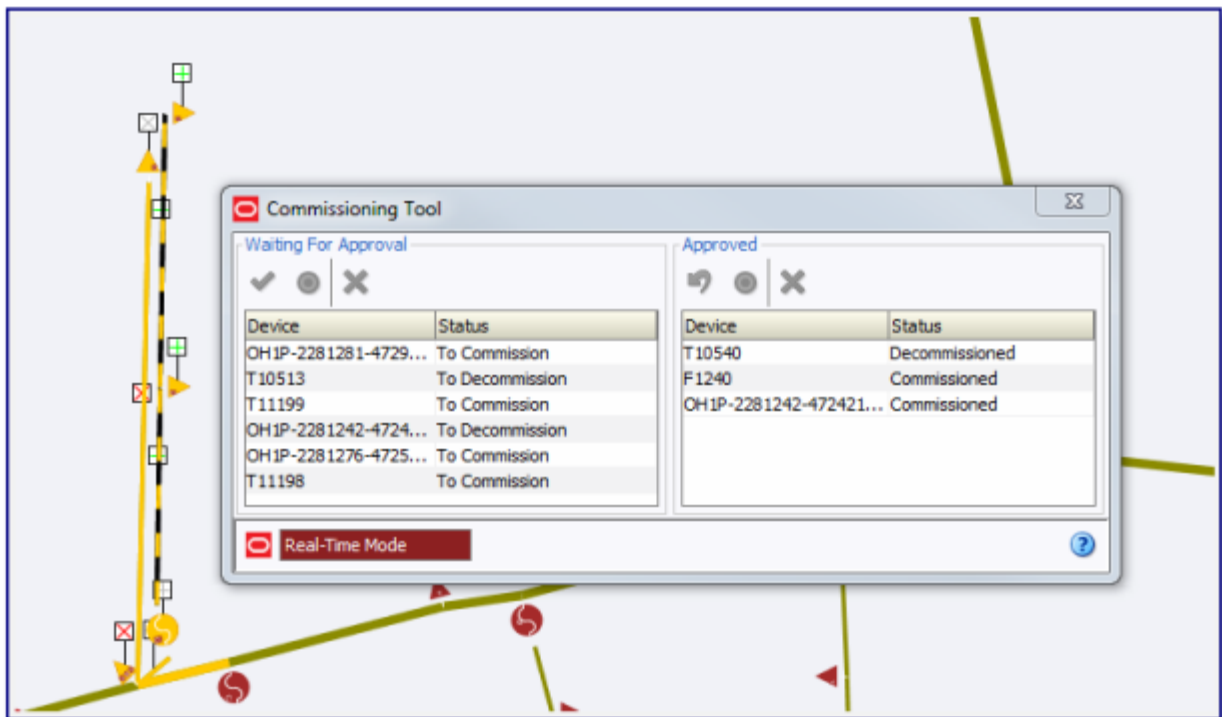 Commissioning Tool
Waiting For Approval
Device Status
OH1P-2281281-4729... To Commission
T10513 To Decommission
T11199 To Commission
OH1P-2281242-4724... To Decommission
OH1P-2281276-4725... To Commission
T11198 To Commission
Approved
Device Status
T10540 Decommissioned
F1240 Commissioned
OH1P-2281242-472421... Commissioned
Real-Time Mode